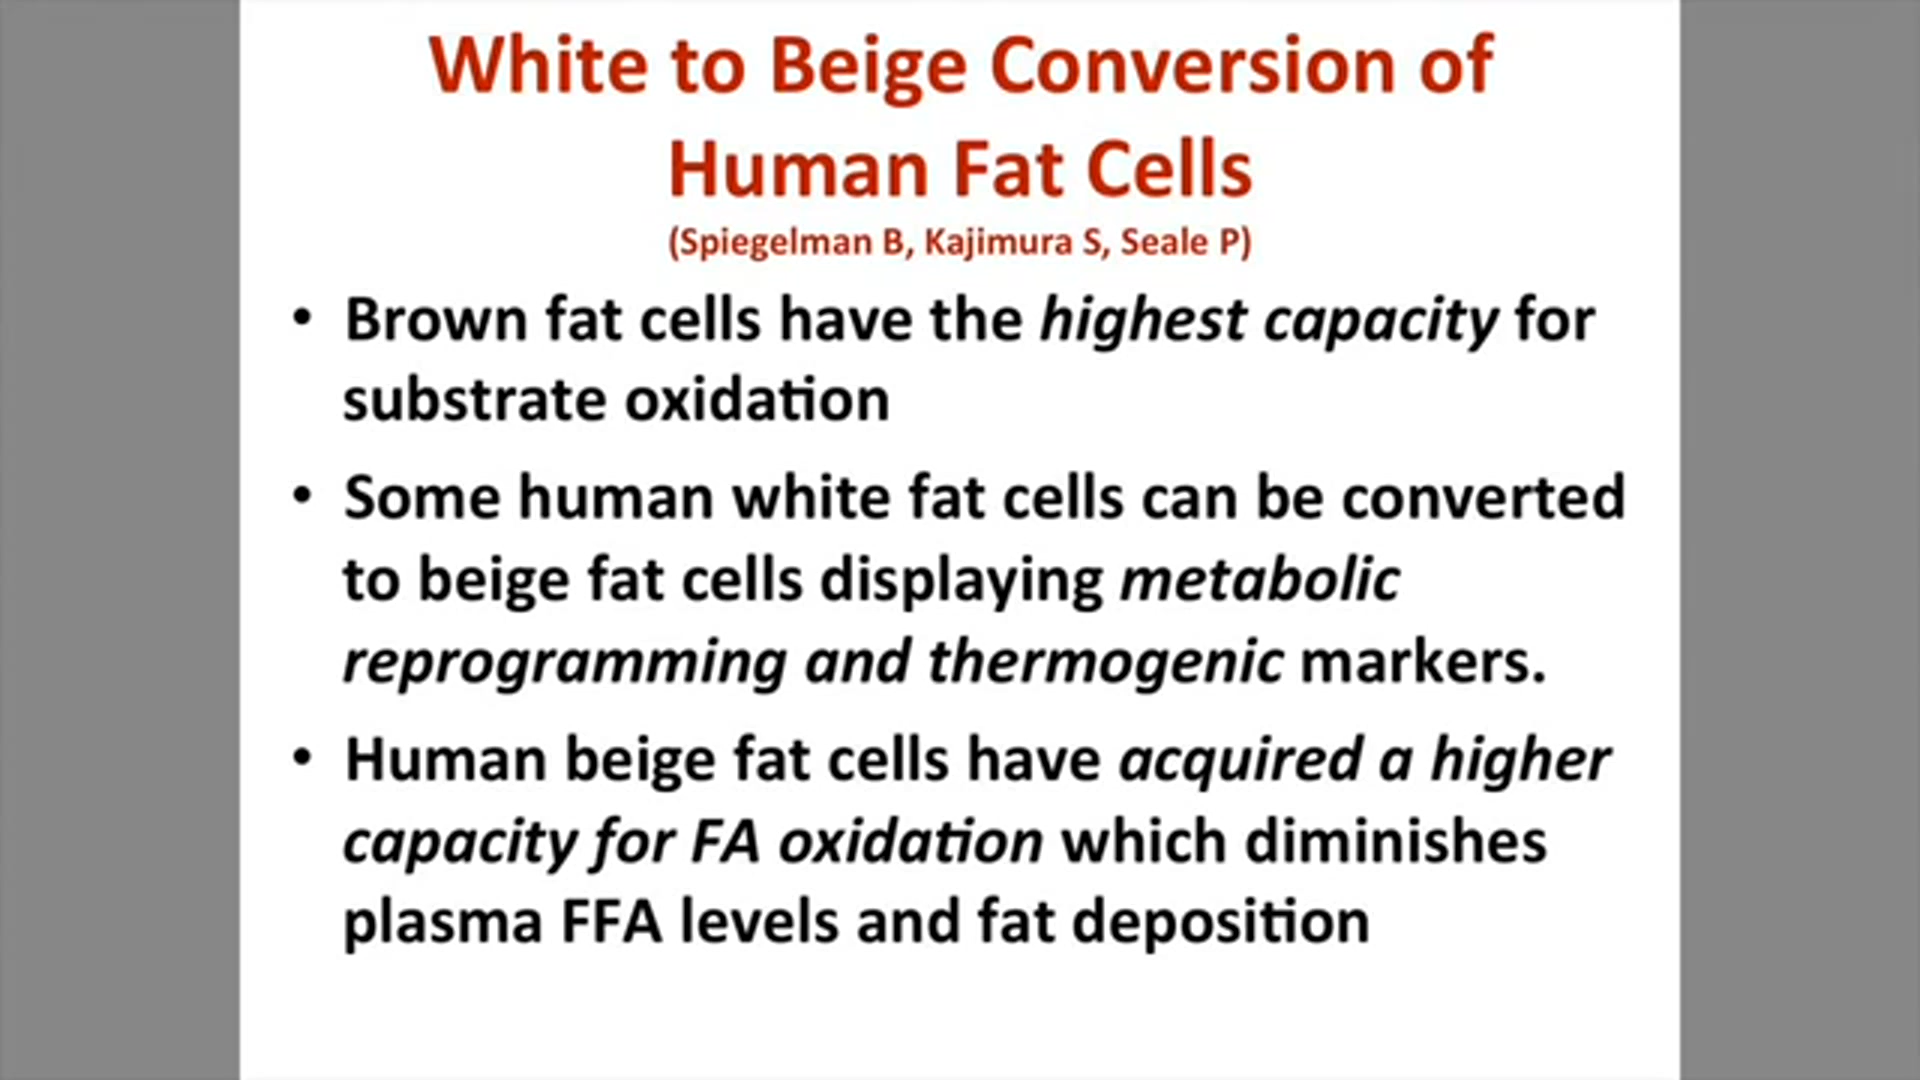 White to Beige Conversion of
Human Fat Cells
(Spiegelman B, Kajimura S, Seale P)
• Brown fat cells have the highest capacity for
substrate oxidation
• Some human white fat cells can be converted
to beige fat cells displaying metabolic
reprogramming and thermogenic markers.
• Human beige fat cells have acquired a higher
capacity for FA oxidation which diminishes
plasma FFA levels and fat deposition